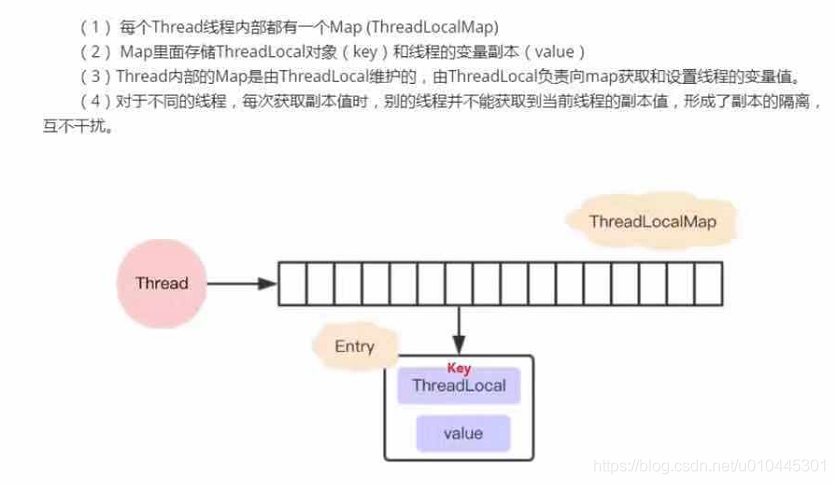 （1） 每个Thread线程内部都有一个Map (ThreadLocalMap)
（2） Map里面存储ThreadLocal对象（key）和线程的变量副本（value）
（3）Thread内部的Map是由ThreadLocal维护的，由ThreadLocal负责向map获取和设置线程的变量值。
（4）对于不同的线程，每次获取副本值时，别的线程并不能获取到当前线程的副本值，形成了副本的隔离，
互不干扰。
ThreadLocalMap
Thread
Entry
Key
ThreadLocal
value
https://blog.csdn.net/u010445301